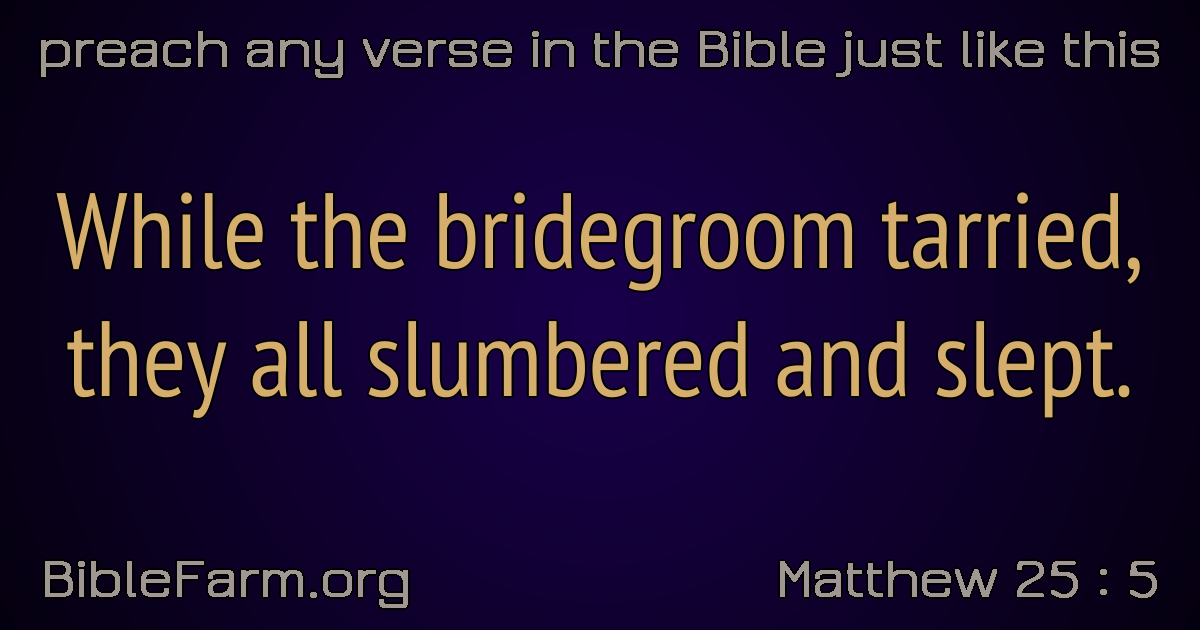 preach any verse in the Bible just like this
While the bridegroom tarried,
they all slumbered and slept.
BibleFarm.org
Matthew 25 : 5